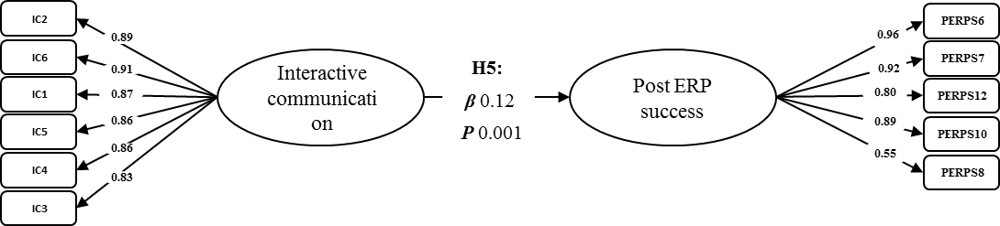 IC2
IC6
IC1
IC5
IC4
IC3
0.89
0.91
0.87
0.86
0.86
0.83
Interactive
communicati
on
H5:
β 0.12
P 0.001
Post ERP
success
0.96
0.92
0.80
0.89
0.55
PERPS6
PERPS7
PERPS12
PERPS10
PERPS8